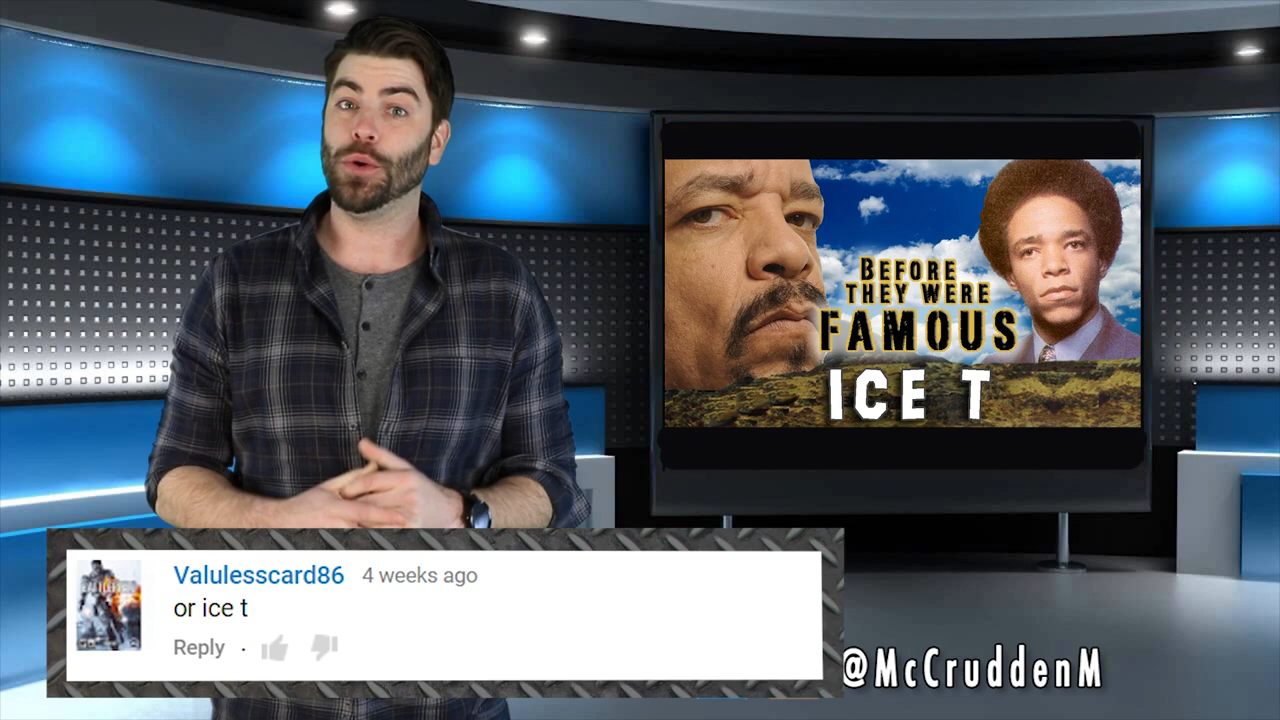 BEFORE
THEY WERE
FAMOUS
ICE T
Valulesscard86 4 weeks ago
or ice t
Reply ·
@McCruddenM